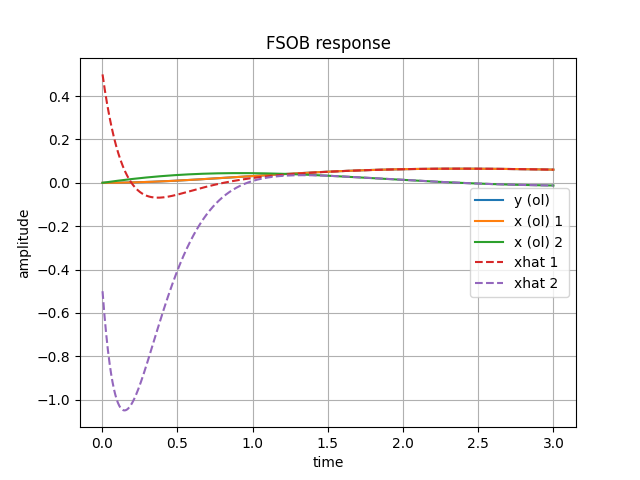 FSOB response
amplitude
0.4
0.2
0.0
−0.2
−0.4
−0.6
−0.8
−1.0
y (ol)
x (ol) 1
x (ol) 2
xhat 1
xhat 2
0.0 0.5 1.0 1.5 2.0 2.5 3.0
time